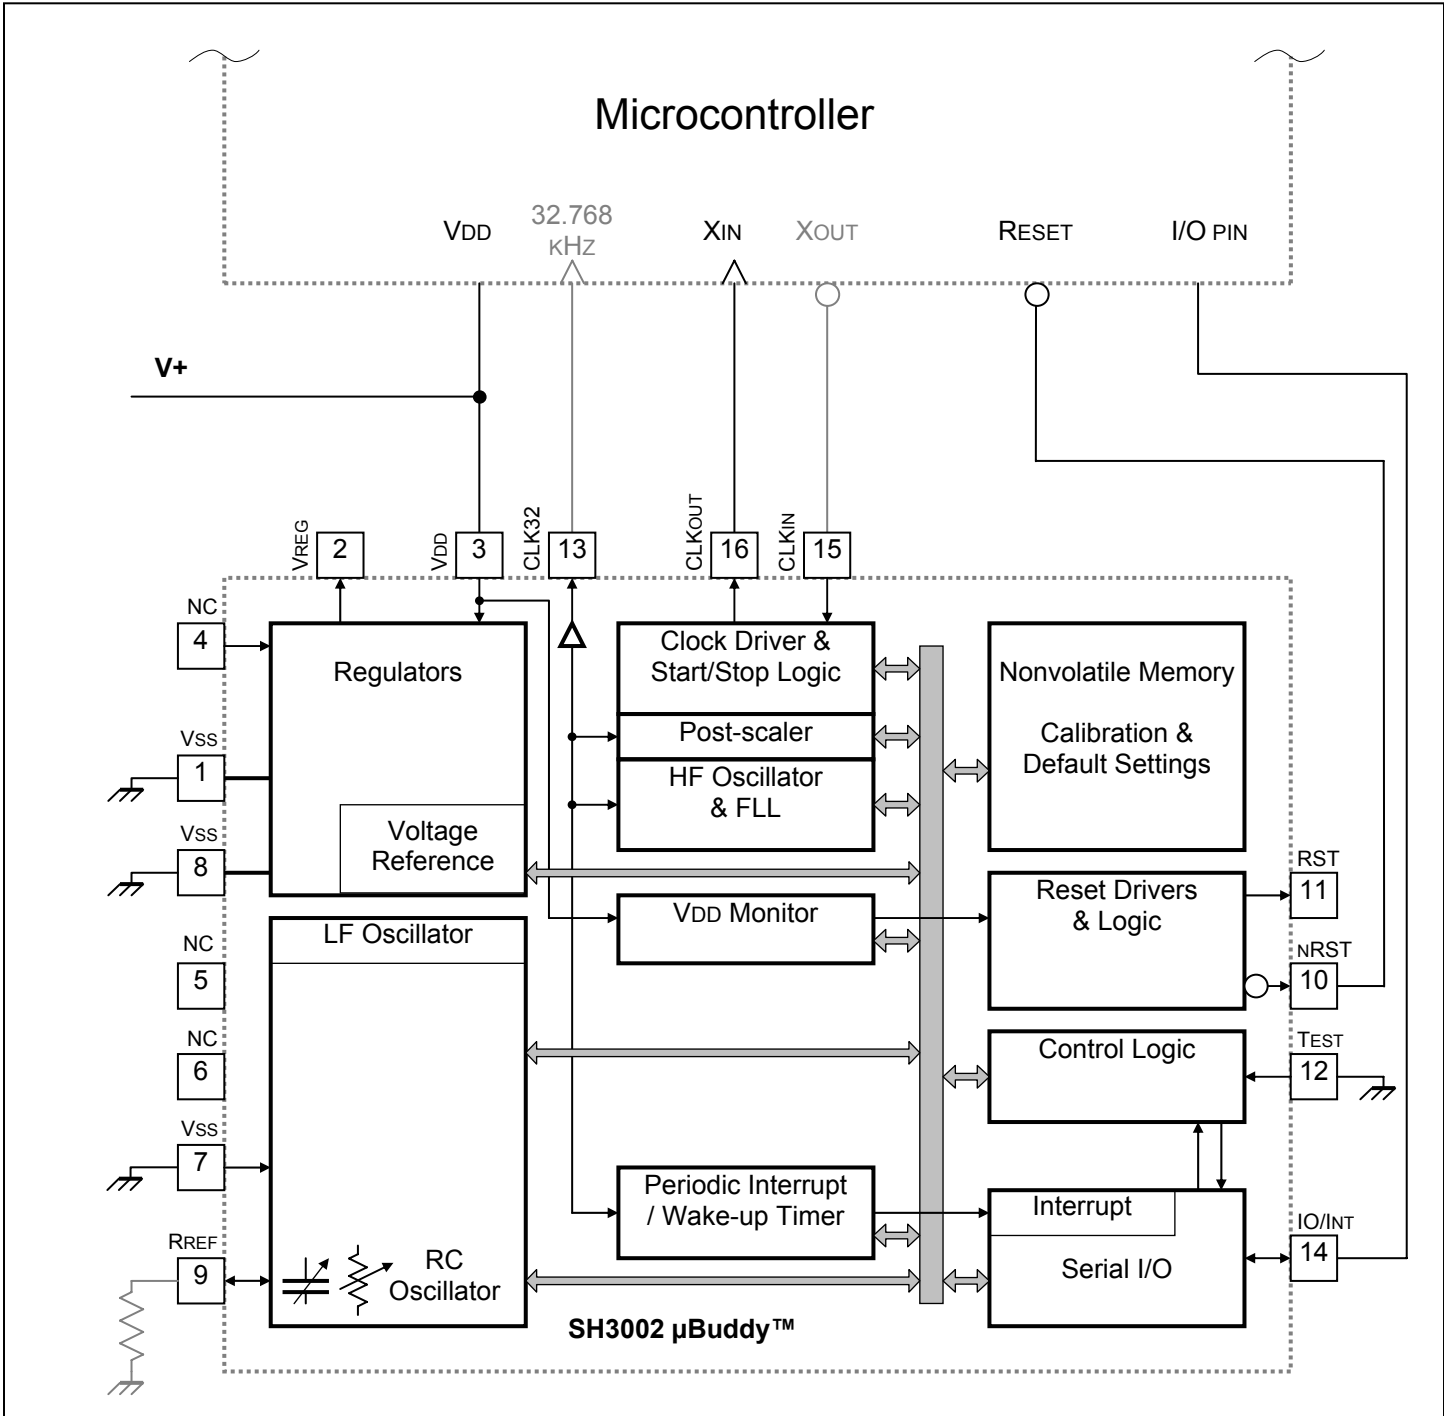 Microcontroller
VDD
32.768
KHZ
XIN
XOUT
RESET
I/O PIN
V+
VREG
2
VDD
3
CLK32
13
CLKOUT
16
CLKIN
15
NC
4
Regulators
Clock Driver &
Start/Stop Logic
Nonvolatile Memory
Calibration &
Default Settings
Post-scaler
HF Oscillator
& FLL
VSS
1
VSS
8
Voltage
Reference
VDD Monitor
Reset Drivers
& Logic
RST
11
NRST
10
LF Oscillator
NC
5
NC
6
Control Logic
TEST
12
VSS
7
Periodic Interrupt
/ Wake-up Timer
Interrupt
Serial I/O
IO/INT
14
RREF
9
RC
Oscillator
SH3002 µBuddy™